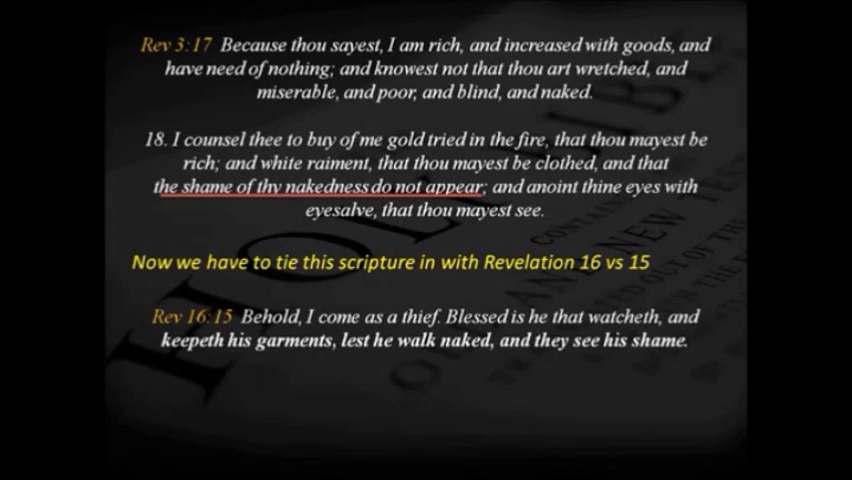 Rev 3:17 Because thou sayest, I am rich, and increased with goods, and
have need of nothing; and knowest not that thou art wretched, and
miserable, and poor, and blind, and naked.
18. I counsel thee to buy of me gold tried in the fire, that thou mayest be
rich; and white raiment, that thou mayest be clothed, and that
the shame of thy nakedness do not appear; and anoint thine eyes with
eyesalve, that thou mayest see.
Now we have to tie this scripture in with Revelation 16 vs 15
Rev 16:15 Behold, I come as a thief. Blessed is he that watcheth, and
keepeth his garments, lest he walk naked, and they see his shame.
HOLY BIBLE